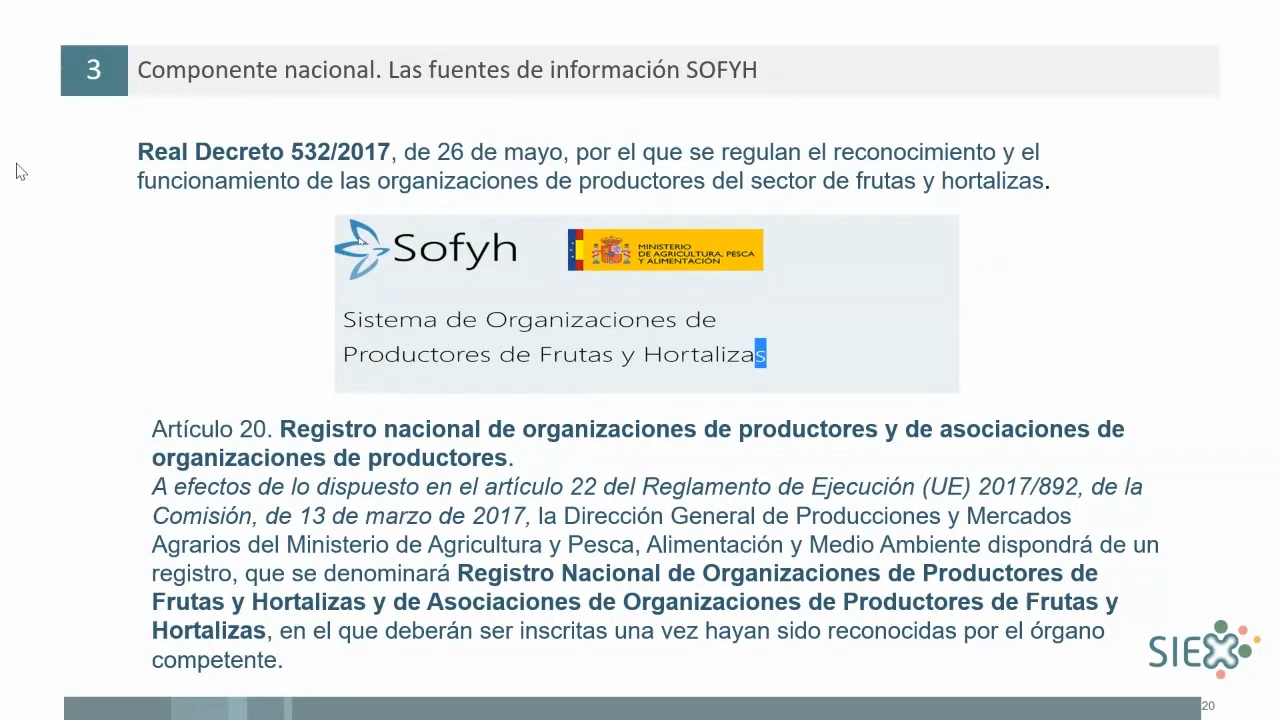 3
Componente nacional. Las fuentes de información SOFYH
Real Decreto 532/2017, de 26 de mayo, por el que se regulan el reconocimiento y el
funcionamiento de las organizaciones de productores del sector de frutas y hortalizas.
Sofyh
MINISTERIO
DE AGRICULTURA, PESCA
Y ALIMENTACIÓN
Sistema de Organizaciones de
Productores de Frutas y Hortalizas
Artículo 20. Registro nacional de organizaciones de productores y de asociaciones de
organizaciones de productores.
A efectos de lo dispuesto en el artículo 22 del Reglamento de Ejecución (UE) 2017/892, de la
Comisión, de 13 de marzo de 2017, la Dirección General de Producciones y Mercados
Agrarios del Ministerio de Agricultura y Pesca, Alimentación y Medio Ambiente dispondrá de un
registro, que se denominará Registro Nacional de Organizaciones de Productores de
Frutas y Hortalizas y de Asociaciones de Organizaciones de Productores de Frutas y
Hortalizas, en el que deberán ser inscritas una vez hayan sido reconocidas por el órgano
competente.
SIEX
20